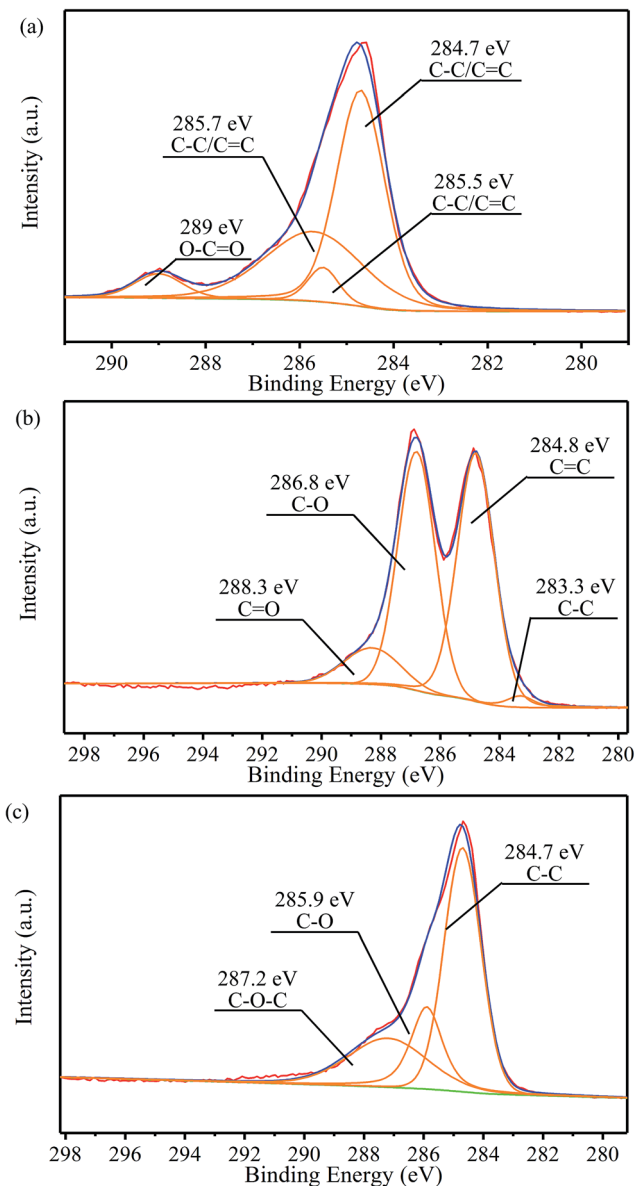 (a)
284.7 eV
C-C/C=C
285.7 eV
C-C/C=C
285.5 eV
C-C/C=C
289 eV
O-C=O
Intensity (a.u.)
290 288 286 284 282 280
Binding Energy (eV)
(b)
284.8 eV
C=C
286.8 eV
C-O
288.3 eV
C=O
283.3 eV
C-C
Intensity (a.u.)
298 296 294 292 290 288 286 284 282 280
Binding Energy (eV)
(c)
284.7 eV
C-C
285.9 eV
C-O
287.2 eV
C-O-C
Intensity (a.u.)
298 296 294 292 290 288 286 284 282 280
Binding Energy (eV)